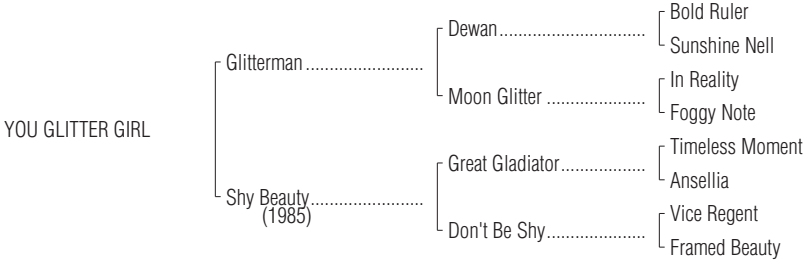 Bold Ruler
Dewan
Sunshine Nell
Glitterman
In Reality
Moon Glitter
Foggy Note
YOU GLITTER GIRL
Timeless Moment
Great Gladiator
Ansellia
Shy Beauty
(1985)
Vice Regent
Don't Be Shy
Framed Beauty